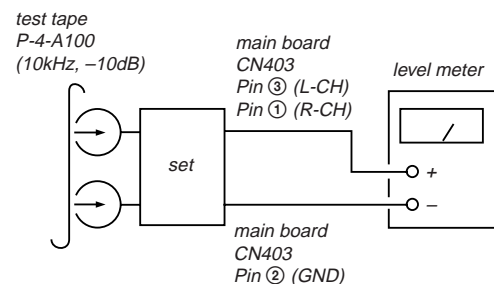 test tape
P-4-A100
(10kHz, –10dB)
main board
CN403
Pin ③ (L-CH)
Pin ① (R-CH)
level meter
set
+
–
main board
CN403
Pin ② (GND)